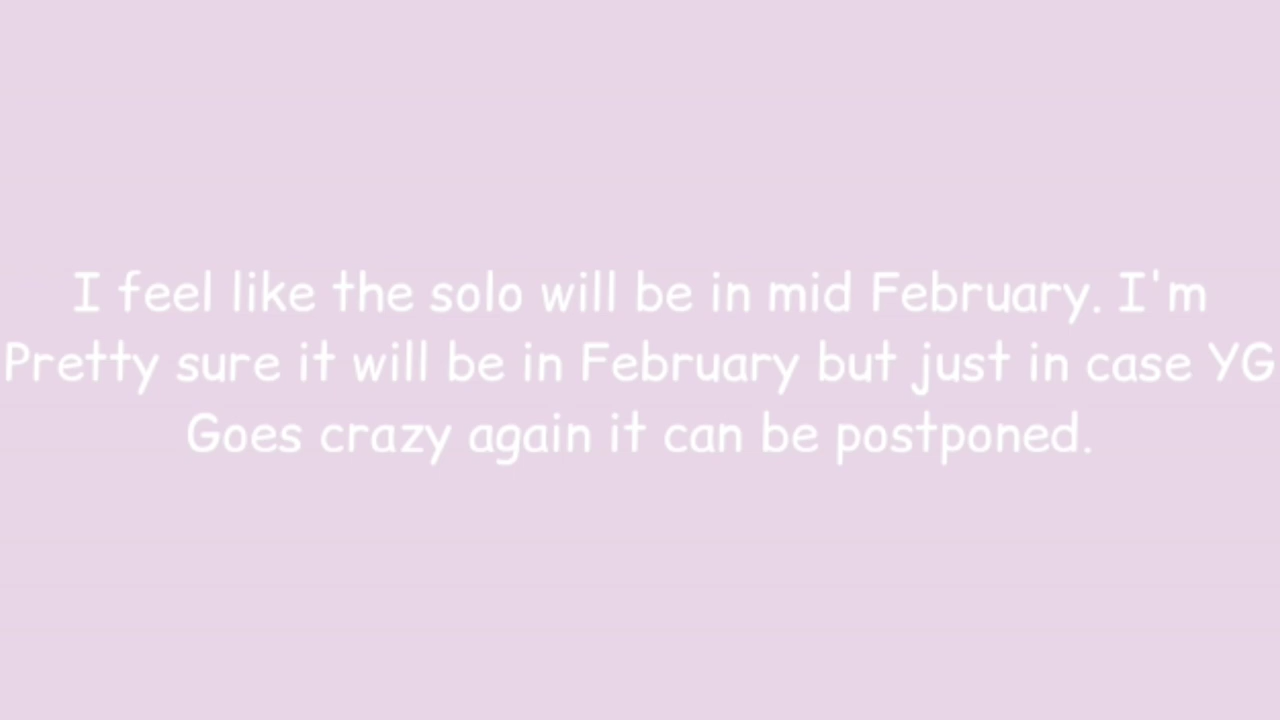 I feel like the solo will be in mid February. I'm
Pretty sure it will be in February but just in case YG
Goes crazy again it can be postponed.